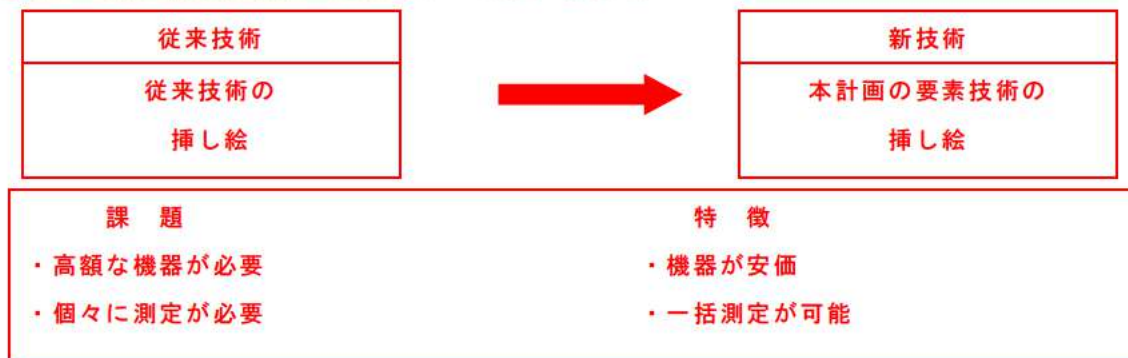 従来技術
従来技術の
挿し絵
新技術
本計画の要素技術の
挿し絵
課 題
・高額な機器が必要
・個々に測定が必要
特 徴
・機器が安価
・一括測定が可能